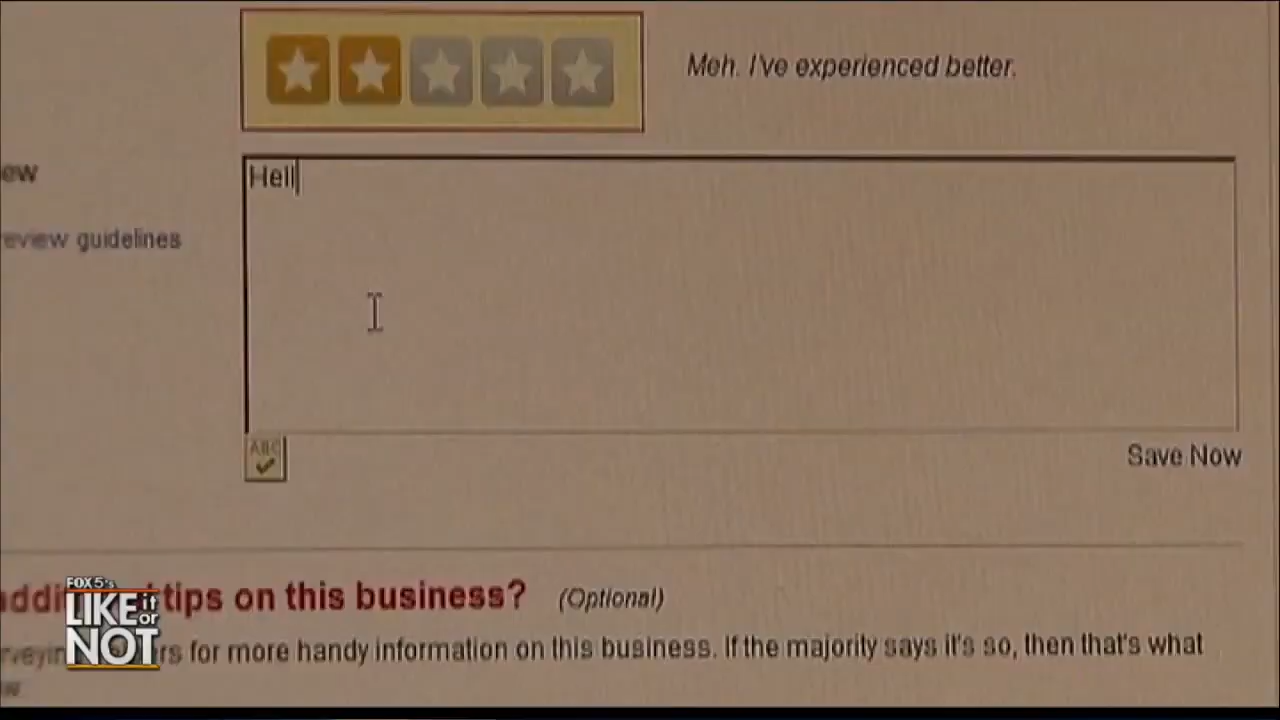 Meh. I've experienced better.
ew
Hell
eview guidelines
ABC
Save Now
tips on this business? (Optional)
FOX 5's
LIKE it or NOT
for more handy information on this business. If the majority says it's so, then that's what